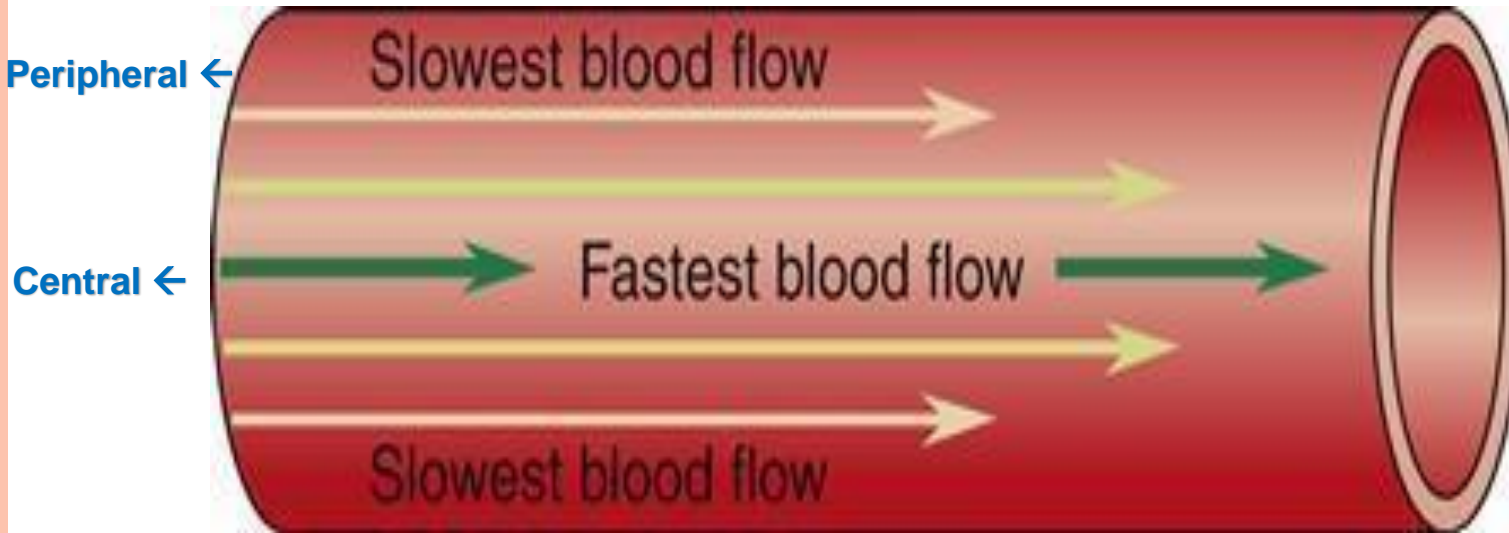 Slowest blood flow
Peripheral ←
Fastest blood flow
Central ←
Slowest blood flow